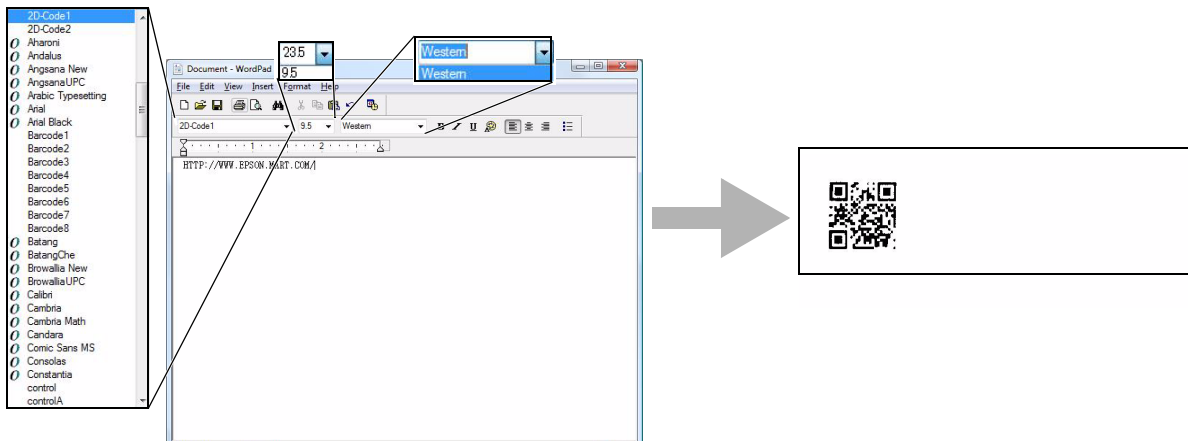 2D-Code1
2D-Code2
Aharoni
Andalus
Angsana New
AngsanaUPC
Arabic Typesetting
Arial
Arial Black
Barcode1
Barcode2
Barcode3
Barcode4
Barcode5
Barcode6
Barcode7
Barcode8
Batang
BatangChe
Browallia New
BrowalliaUPC
Calibri
Cambria
Cambria Math
Candara
Comic Sans MS
Consolas
Constantia
control
controlA
23.5
9.5
Western
Western
Document - WordPad
File Edit View Insert Format Help
2D-Code1 9.5 Western
B I U
1 2
HTTP://WWW.EPSON.MART.COM/